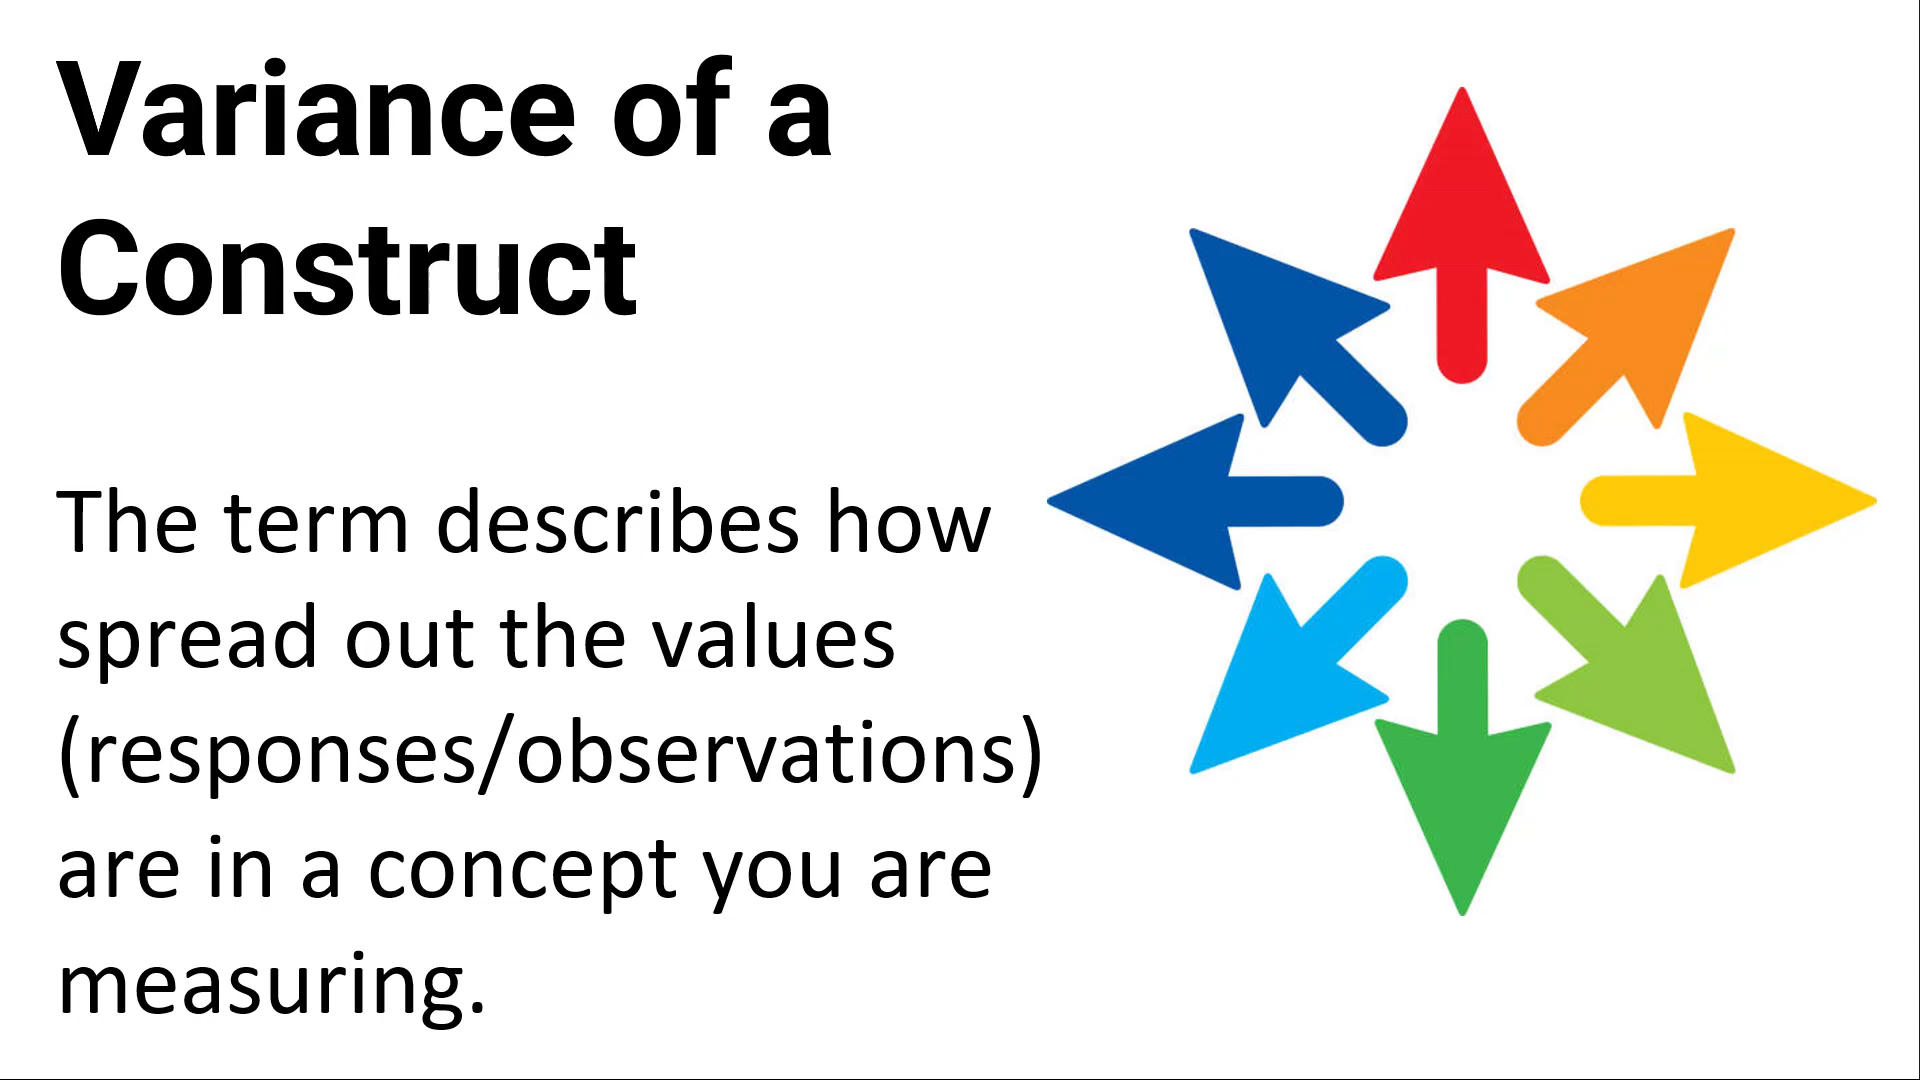 Variance of a
Construct
The term describes how
spread out the values
(responses/observations)
are in a concept you are
measuring.